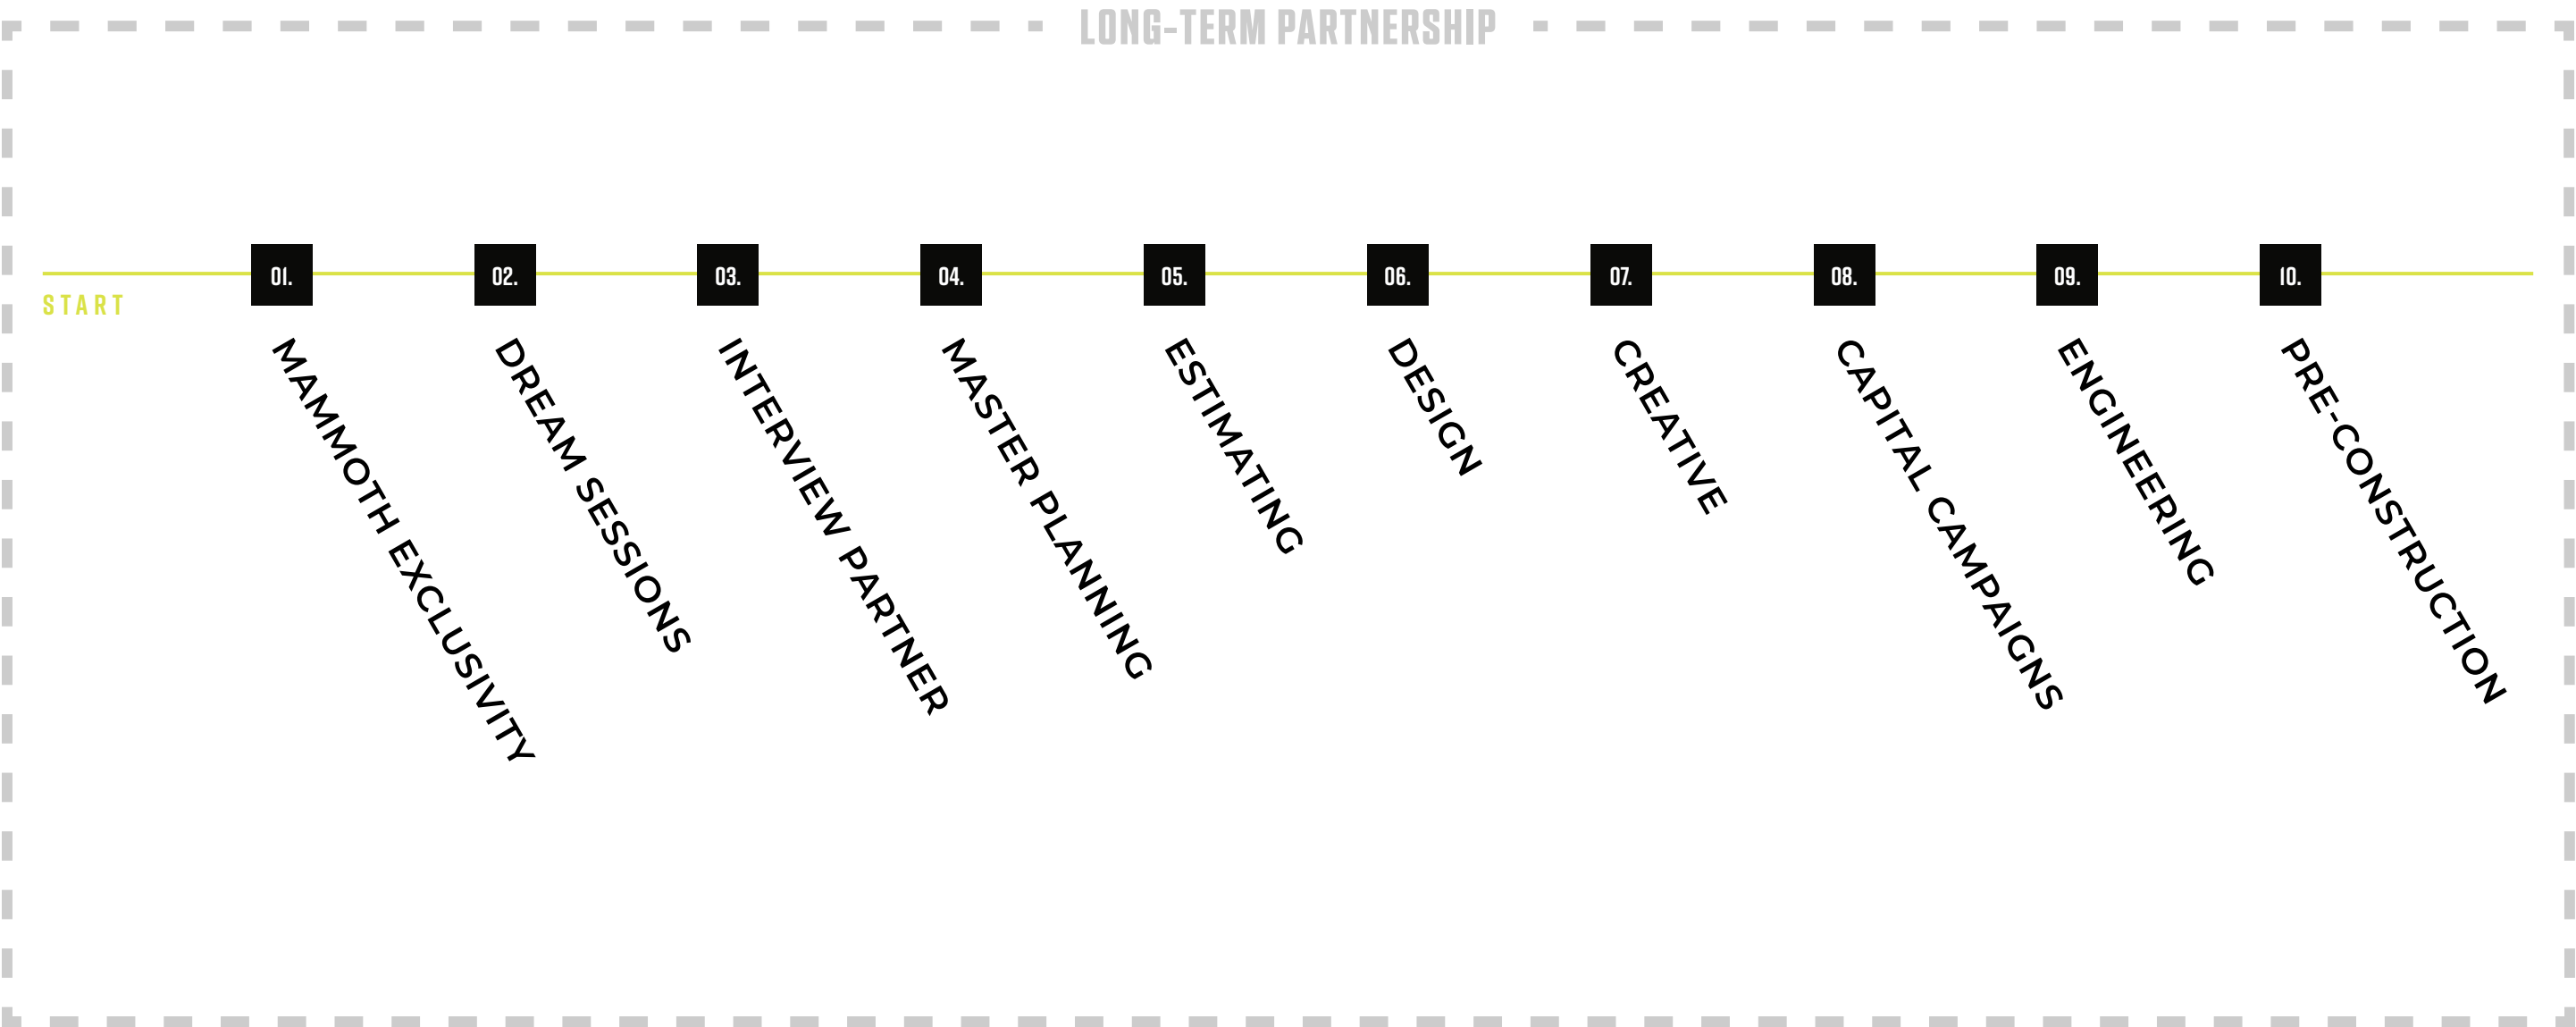 LONG-TERM PARTNERSHIP
START
01.
MAMMOTH EXCLUSIVITY
02.
DREAM SESSIONS
03.
INTERVIEW PARTNER
04.
MASTER PLANNING
05.
ESTIMATING
06.
DESIGN
07.
CREATIVE
08.
CAPITAL CAMPAIGNS
09.
ENGINEERING
10.
PRE-CONSTRUCTION